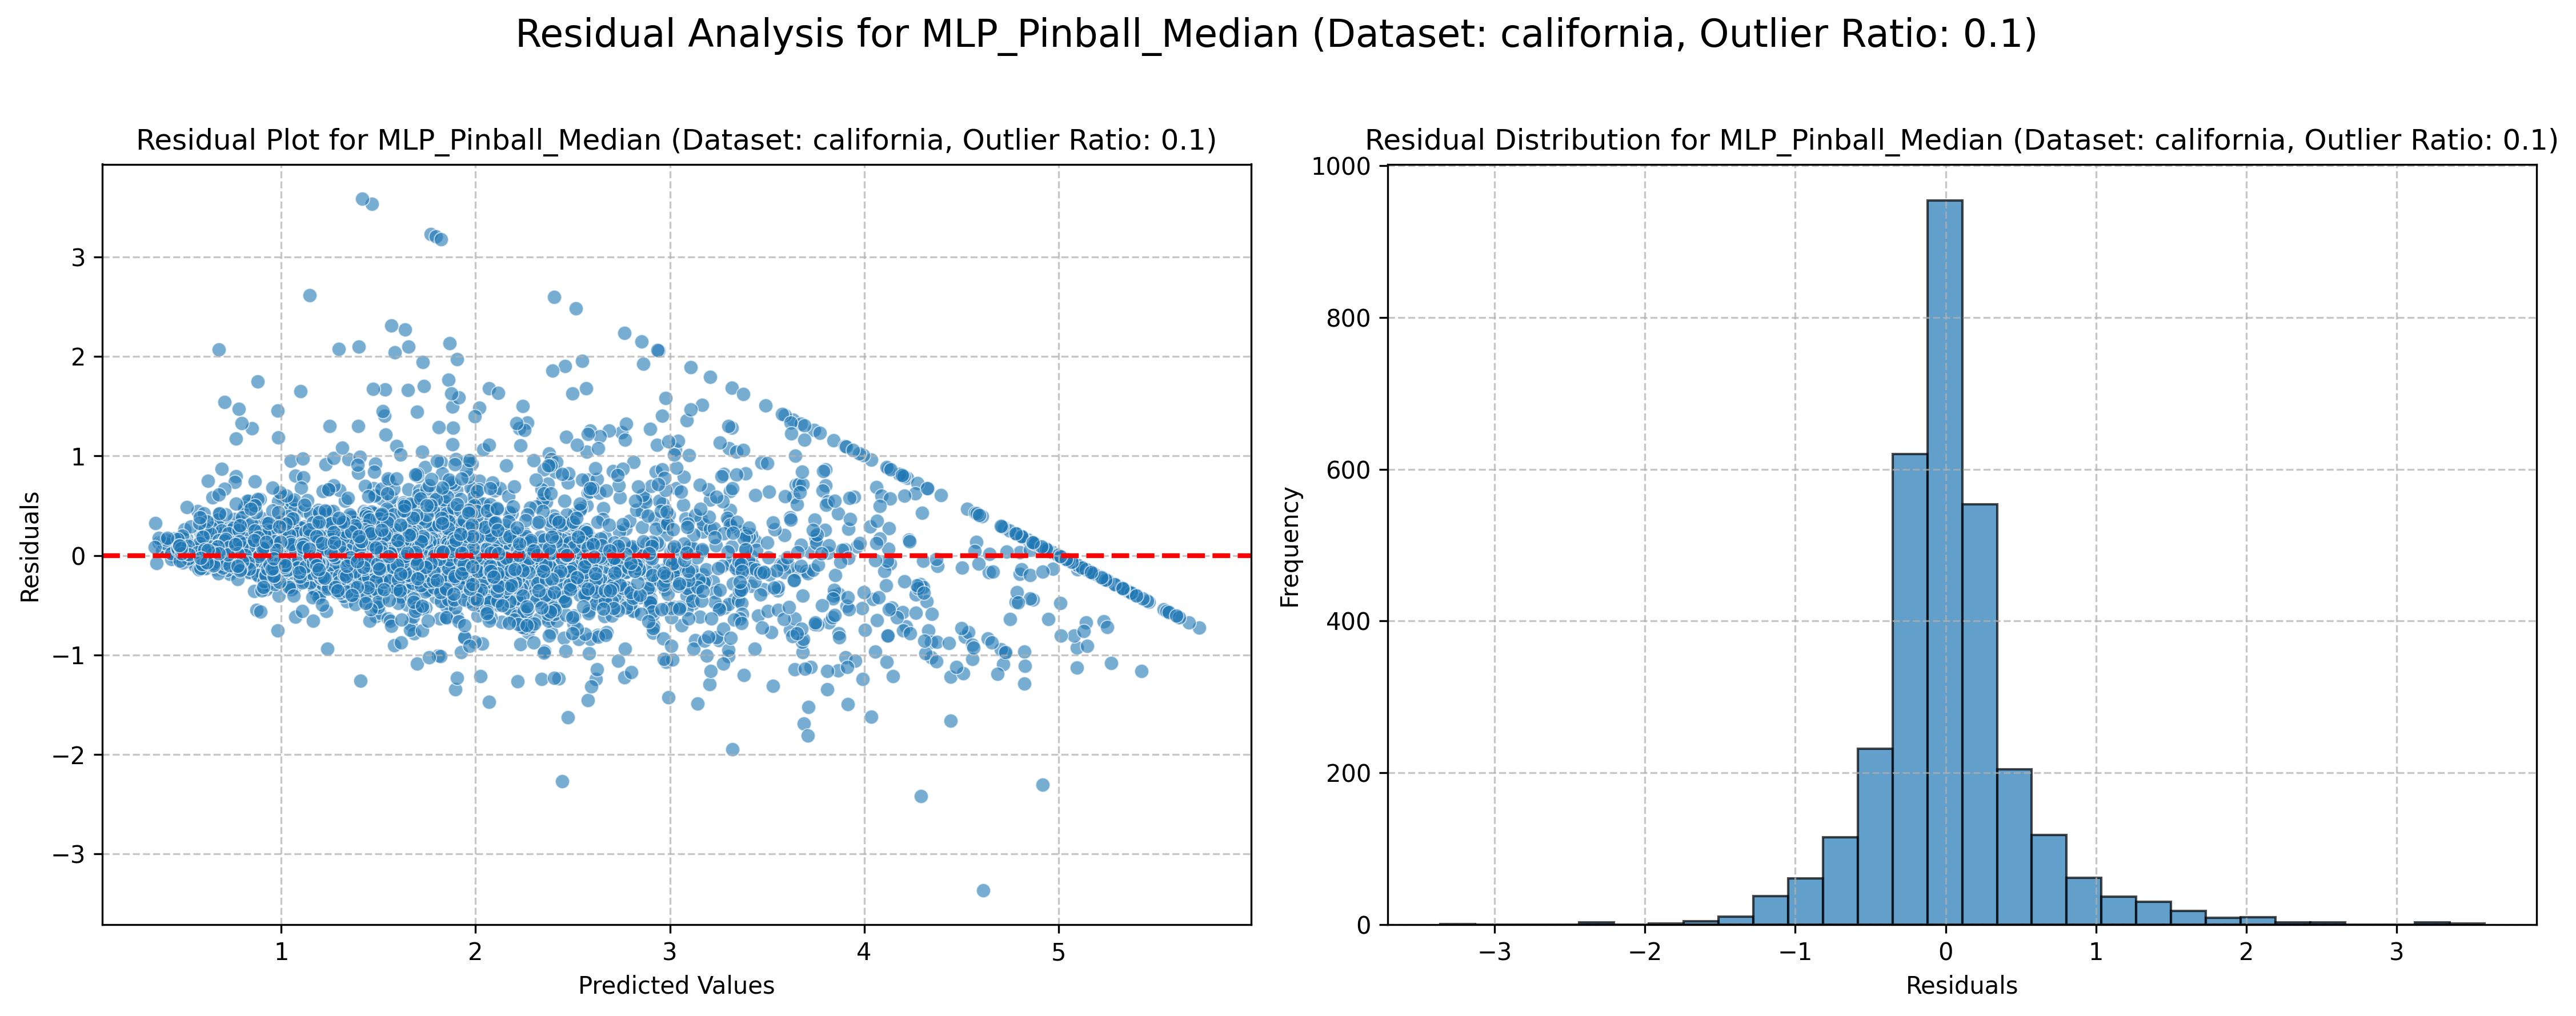 Residual Analysis for MLP_Pinball_Median (Dataset: california, Outlier Ratio: 0.1)
Residual Plot for MLP_Pinball_Median (Dataset: california, Outlier Ratio: 0.1)
3
2
1
0
−1
−2
−3
Residuals
1 2 3 4 5
Predicted Values
Residual Distribution for MLP_Pinball_Median (Dataset: california, Outlier Ratio: 0.1)
1000
800
600
400
200
0
Frequency
−3 −2 −1 0 1 2 3
Residuals